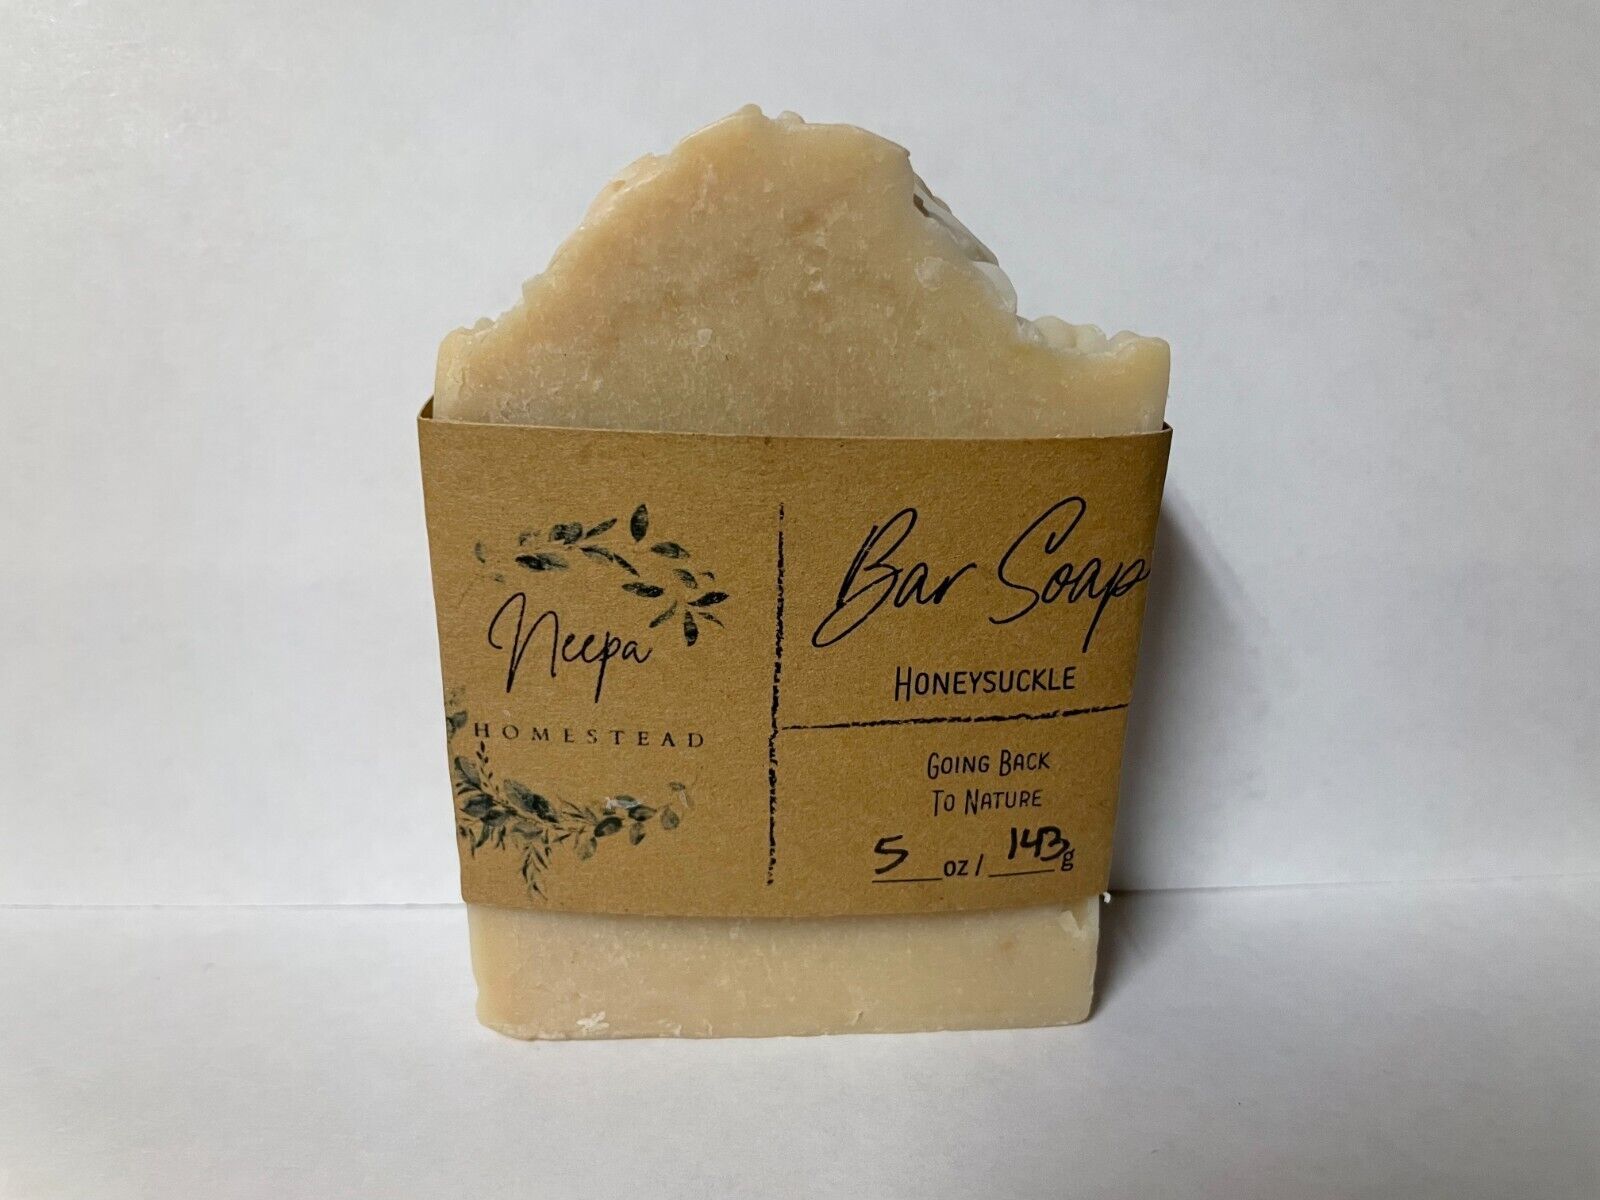 Neepa
HOMESTEAD
Bar Soap
HONEYSUCKLE
GOING BACK
TO NATURE
5 oz / 143 g